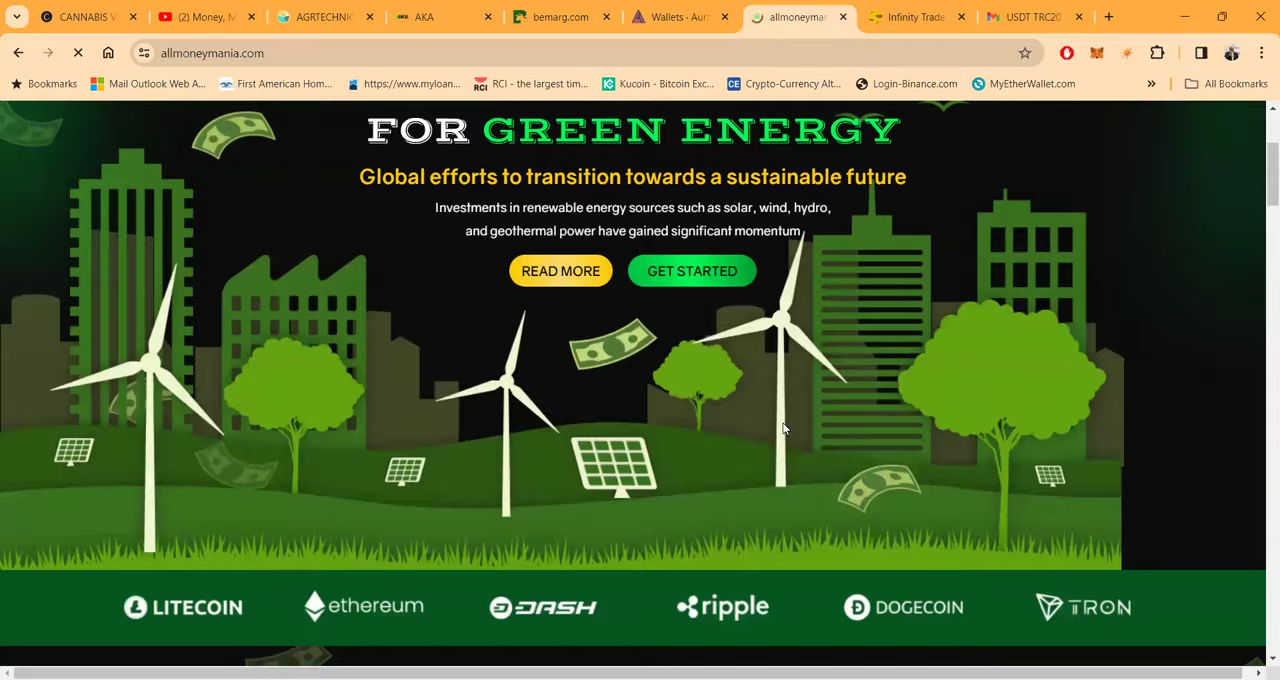 CANNABIS V
(2) Money, M
AGRTECHNIC
AKA
AKA
bemarg.com
Wallets - Aur
allmoneymar
Infinity Trade
USDT TRC20
allmoneymania.com
Bookmarks
Mail Outlook Web A...
First American Hom...
https://www.myloan...
RCI
RCI - the largest tim...
Kucoin - Bitcoin Exc...
CE
Crypto-Currency Alt...
Login-Binance.com
MyEtherWallet.com
All Bookmarks
FOR GREEN ENERGY
Global efforts to transition towards a sustainable future
Investments in renewable energy sources such as solar, wind, hydro,
and geothermal power have gained significant momentum
READ MORE
GET STARTED
LITECOIN
ethereum
DASH
ripple
DOGECOIN
TRON